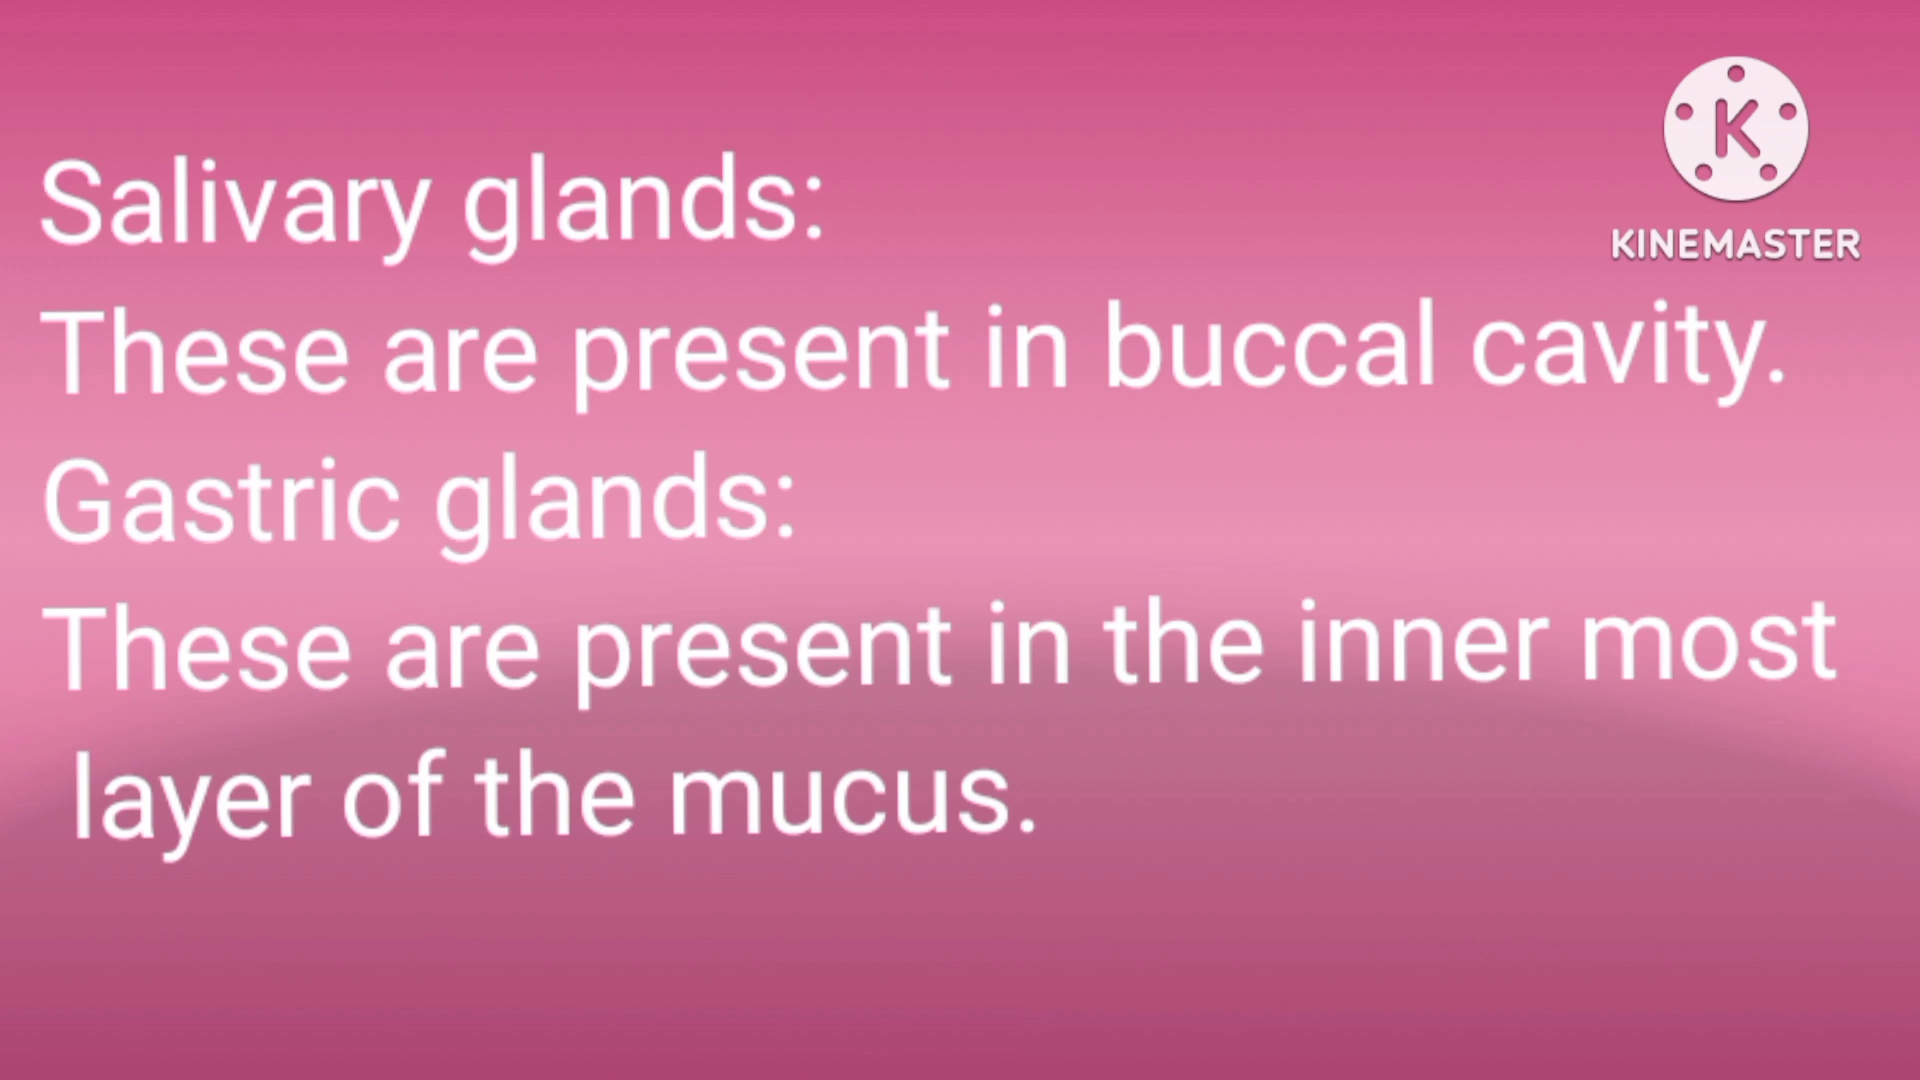 K
KINEMASTER
Salivary glands:
These are present in buccal cavity.
Gastric glands:
These are present in the inner most
layer of the mucus.